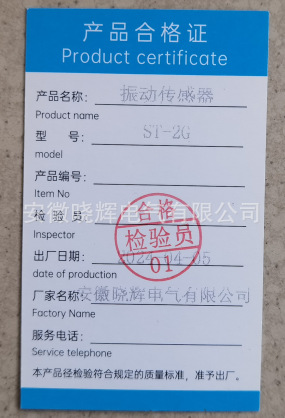 产品合格证
Product certificate
产品名称: 振动传感器
Product name
型 号: ST-2G
model
产品编号:
Item No
安徽晓辉电气有限公司
检 验 员
Inspector
合格
检验员
01
出厂日期: 2024-04-05
date of production
厂家名称: 安徽晓辉电气有限公司
Factory Name
服务电话:
Service telephone
本产品径检验符合规定的质量标准，准予出厂。